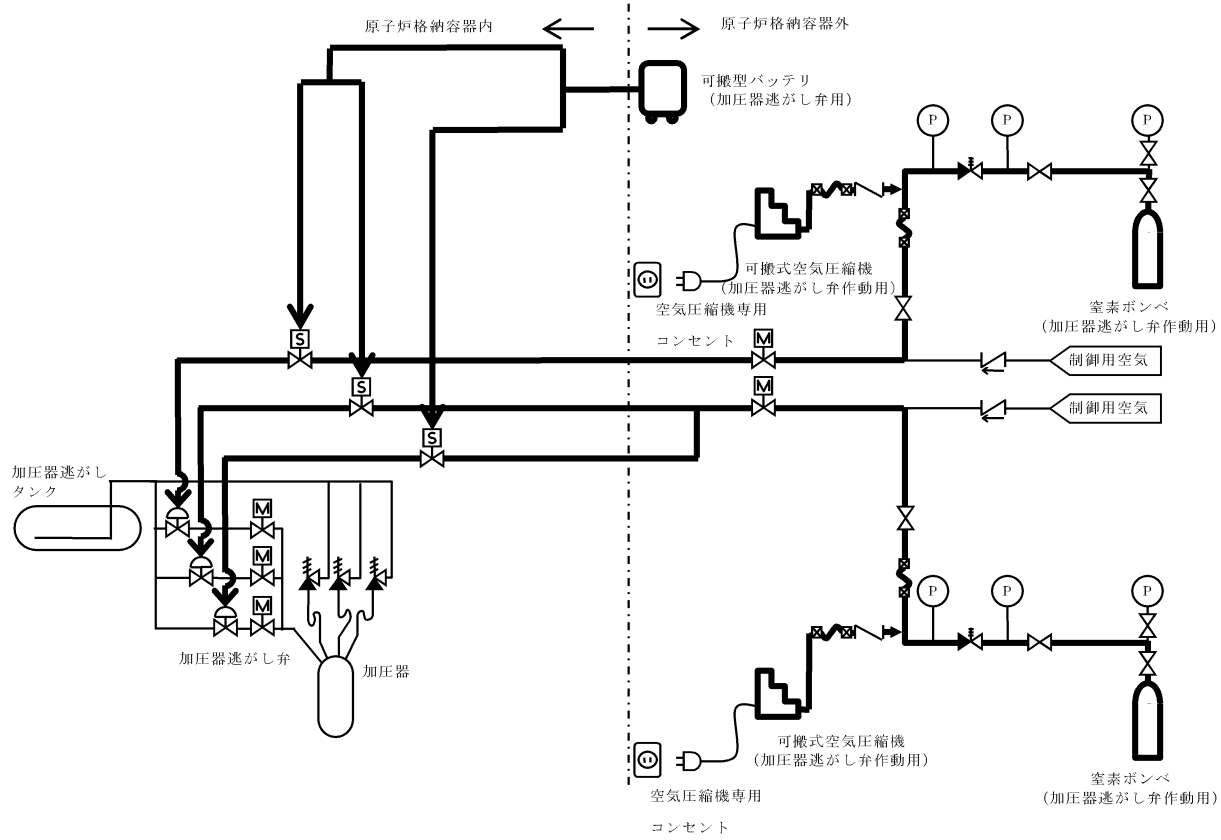 原子炉格納容器内
原子炉格納容器外
可搬型バッテリ
（加圧器逃がし弁用）
P
P
P
可搬式空気圧縮機
（加圧器逃がし弁作動用）
空気圧縮機専用
コンセント
窒素ボンベ
（加圧器逃がし弁作動用）
S
M
制御用空気
S
M
制御用空気
S
加圧器逃がし
タンク
M
M
M
加圧器逃がし弁
加圧器
P
P
P
可搬式空気圧縮機
（加圧器逃がし弁作動用）
空気圧縮機専用
コンセント
窒素ボンベ
（加圧器逃がし弁作動用）